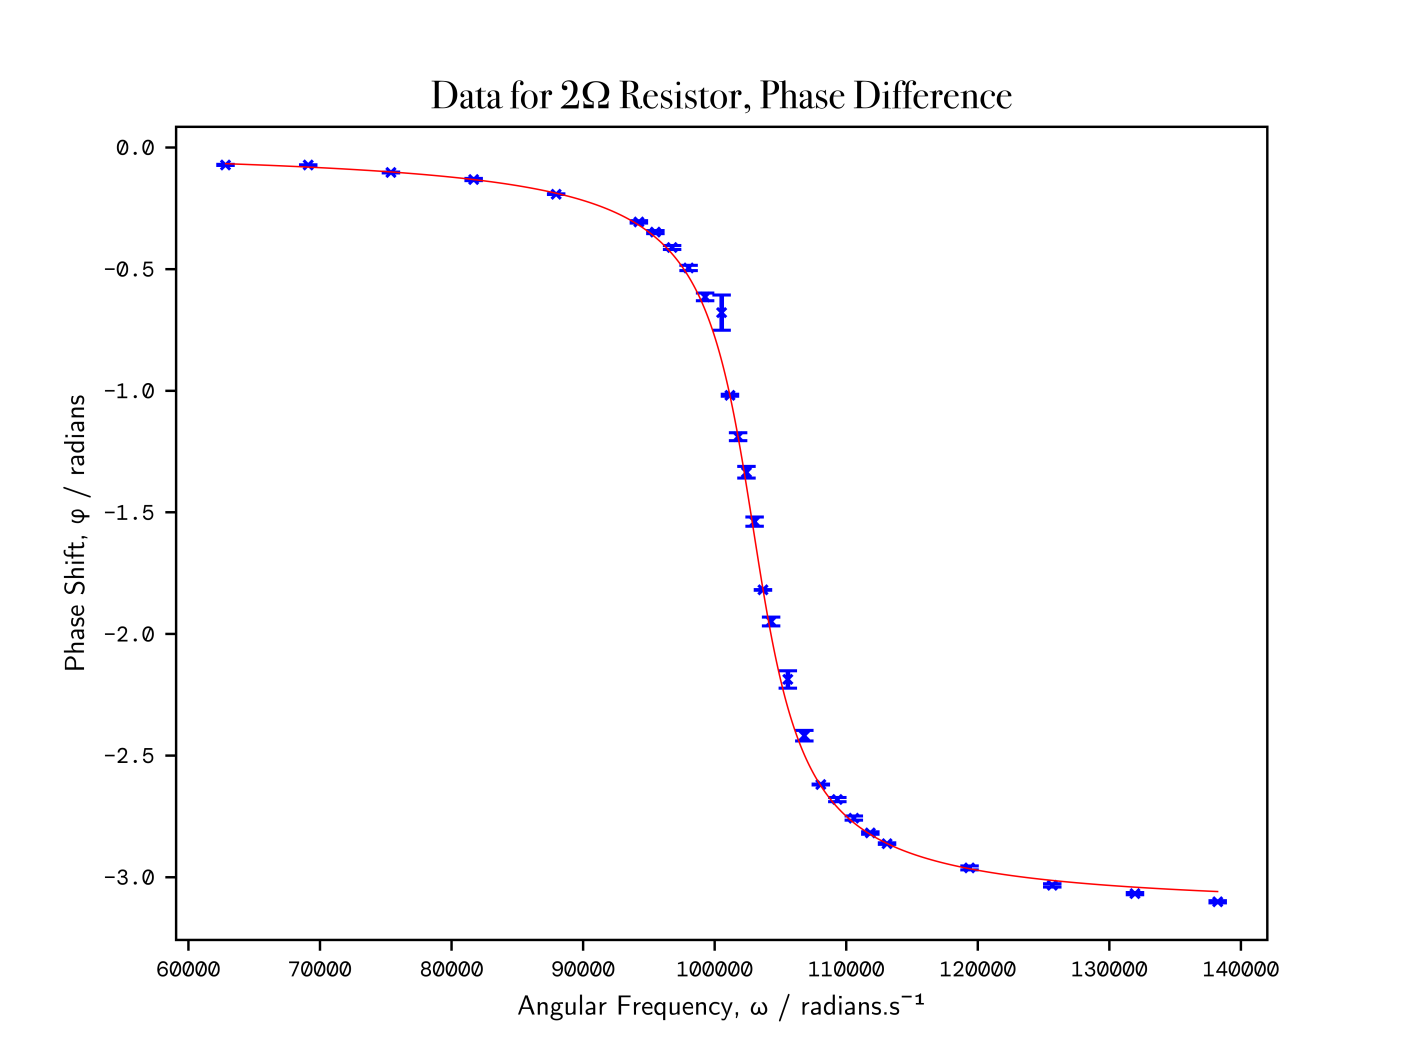 Data for 2Ω Resistor, Phase Difference
0.0
−0.5
−1.0
−1.5
−2.0
−2.5
−3.0
Phase Shift, φ / radians
60000 70000 80000 90000 100000 110000 120000 130000 140000
Angular Frequency, ω / radians.s⁻¹